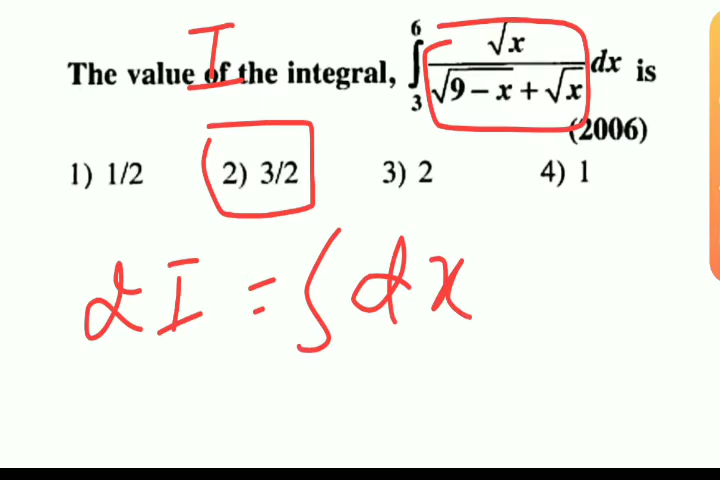 I
The value of the integral, ∫₃⁶ √x / (√(9 − x) + √x) dx is
(2006)
1) 1/2 2) 3/2 3) 2 4) 1
2I = ∫ dx